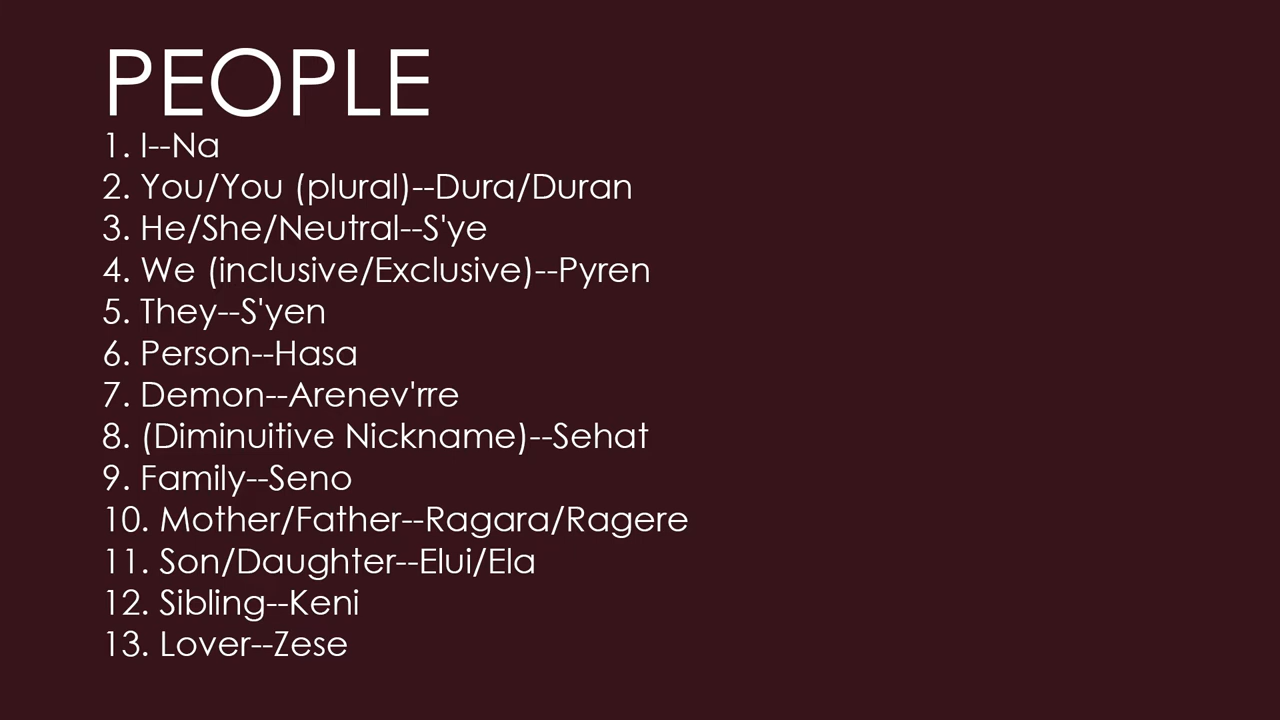 PEOPLE
1. I--Na
2. You/You (plural)--Dura/Duran
3. He/She/Neutral--S'ye
4. We (inclusive/Exclusive)--Pyren
5. They--S'yen
6. Person--Hasa
7. Demon--Arenev'rre
8. (Diminuitive Nickname)--Sehat
9. Family--Seno
10. Mother/Father--Ragara/Ragere
11. Son/Daughter--Elui/Ela
12. Sibling--Keni
13. Lover--Zese